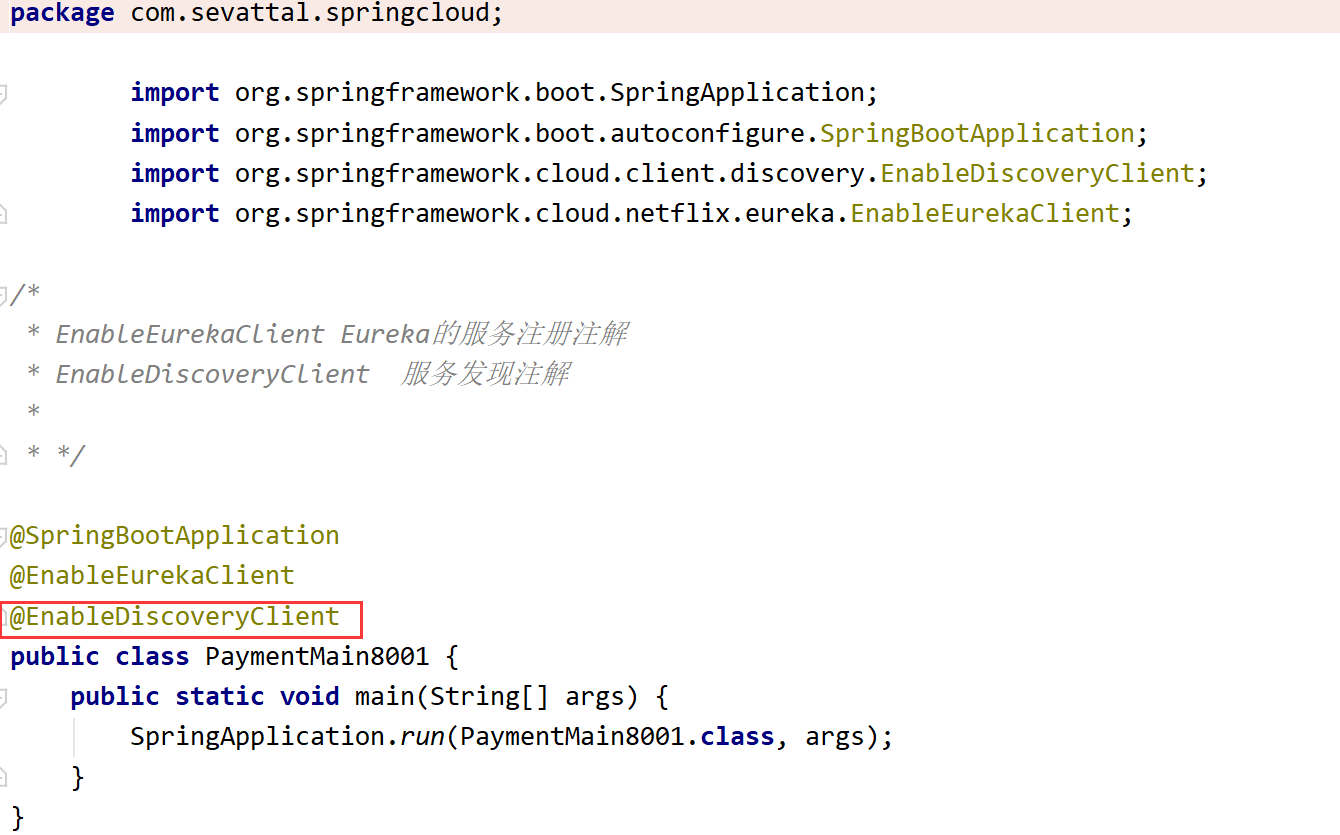 package com.sevattal.springcloud;
import org.springframework.boot.SpringApplication;
import org.springframework.boot.autoconfigure.SpringBootApplication;
import org.springframework.cloud.client.discovery.EnableDiscoveryClient;
import org.springframework.cloud.netflix.eureka.EnableEurekaClient;
/*
* EnableEurekaClient Eureka的服务注册注解
* EnableDiscoveryClient  服务发现注解
*
* */
@SpringBootApplication
@EnableEurekaClient
@EnableDiscoveryClient
public class PaymentMain8001 {
public static void main(String[] args) {
SpringApplication.run(PaymentMain8001.class, args);
}
}